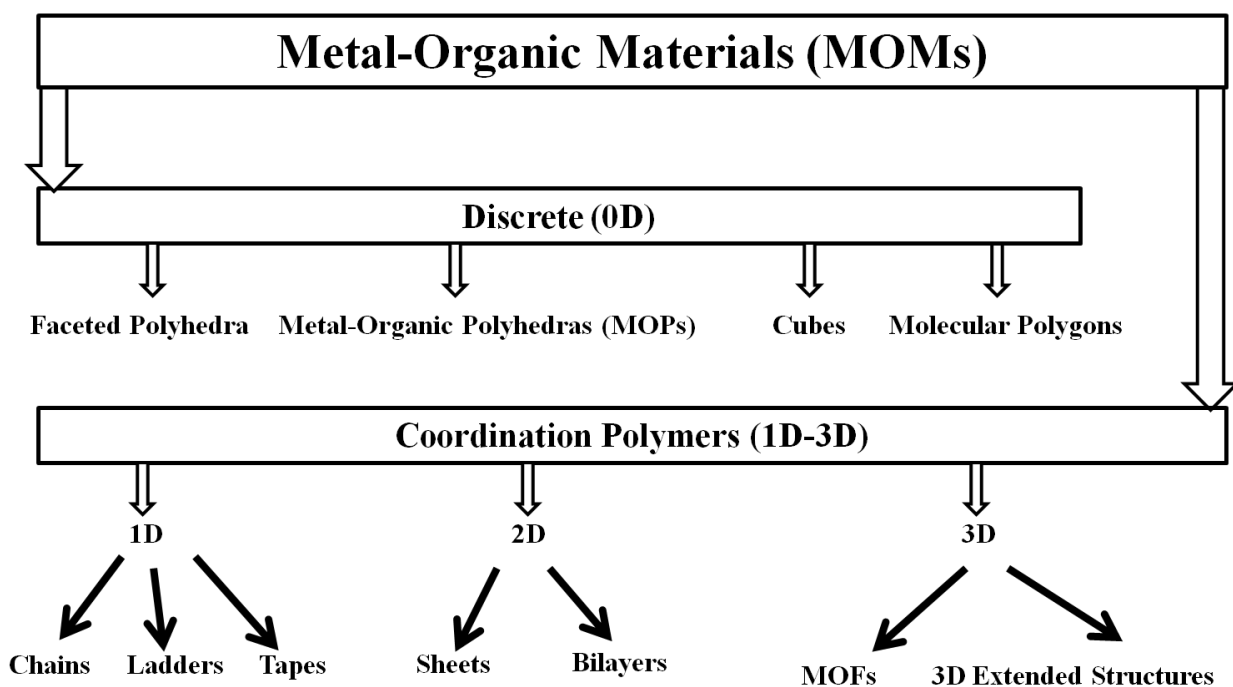 Metal-Organic Materials (MOMs)
Discrete (0D)
Faceted Polyhedra
Metal-Organic Polyhedras (MOPs)
Cubes
Molecular Polygons
Coordination Polymers (1D-3D)
1D
2D
3D
Chains
Ladders
Tapes
Sheets
Bilayers
MOFs
3D Extended Structures